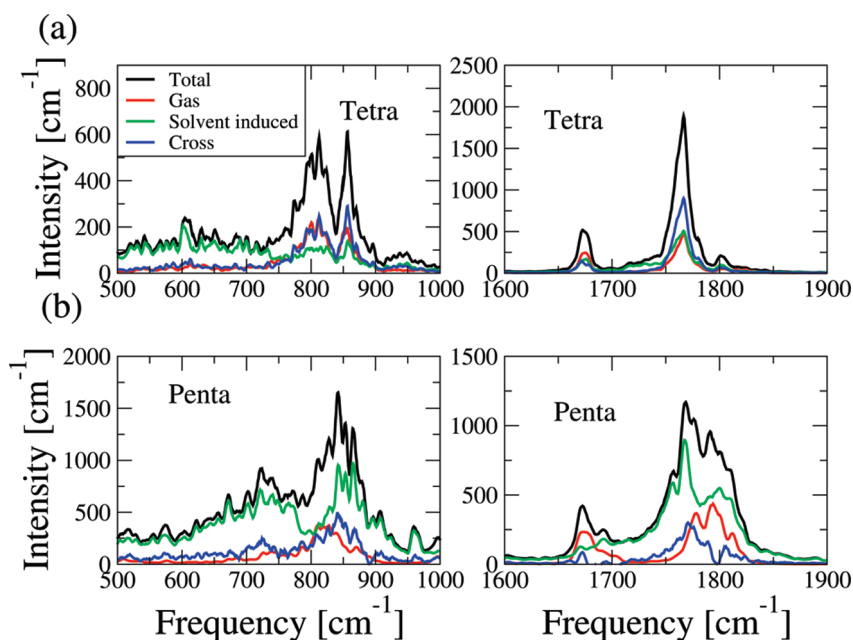 (a)
Intensity [cm⁻¹]
900
800
600
400
200
0
Total
Gas
Solvent induced
Cross
Tetra
500 600 700 800 900 1000
2500
2000
1500
1000
500
0
Tetra
1600 1700 1800 1900
(b)
Intensity [cm⁻¹]
2000
1500
1000
500
0
Penta
500 600 700 800 900 1000
Frequency [cm⁻¹]
1500
1000
500
0
Penta
1600 1700 1800 1900
Frequency [cm⁻¹]